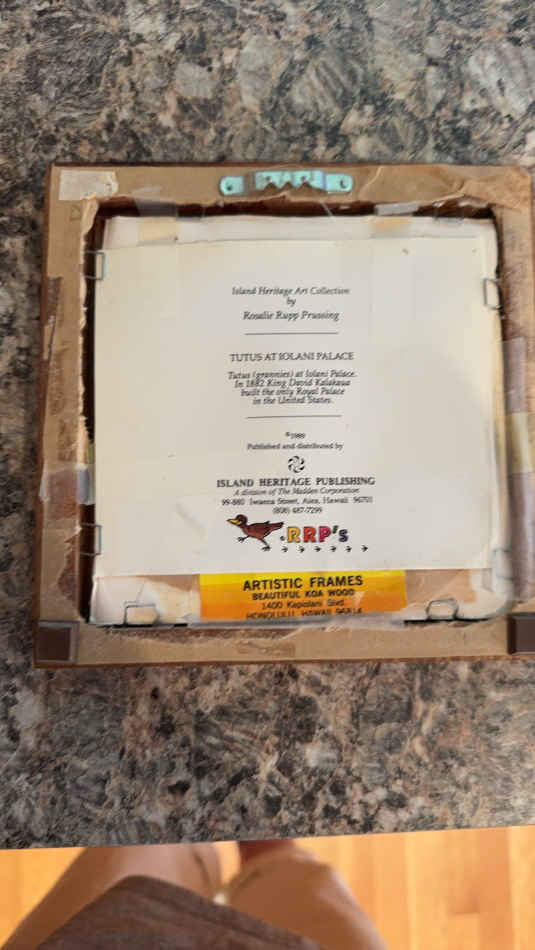 Island Heritage Art Collection
by
Rosalie Rupp Prussing
TUTUS AT IOLANI PALACE
Tutus (grannies) at Iolani Palace.
In 1882 King David Kalakaua
built the only Royal Palace
in the United States.
©1989
Published and distributed by
ISLAND HERITAGE PUBLISHING
A division of The Madden Corporation
99-880 Iwaena Street, Aiea, Hawaii 96701
(808) 487-7299
RRP's
ARTISTIC FRAMES
BEAUTIFUL KOA WOOD
1400 Kapiolani Blvd.
HONOLULU, HAWAII 96814